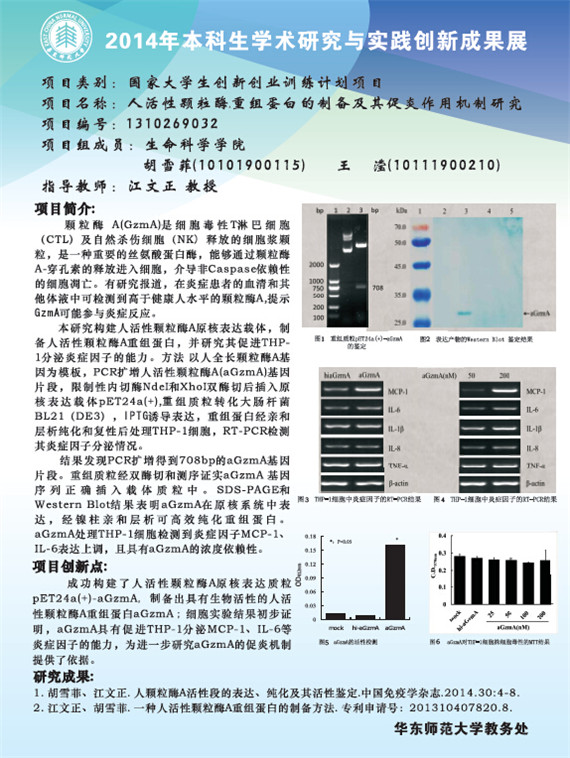 2014年本科生学术研究与实践创新成果展
项目类别：国家大学生创新创业训练计划项目
项目名称：人活性颗粒酶重组蛋白的制备及其促炎作用机制研究
项目编号：1310269032
项目组成员：生命科学学院
胡雪菲(10101900115) 王 滢(10111900210)
指导教师：江文正 教授
项目简介:
颗粒酶 A(GzmA)是细胞毒性T淋巴细胞
（CTL）及自然杀伤细胞（NK）释放的细胞浆颗
粒，是一种重要的丝氨酸蛋白酶，能够通过颗粒酶
A-穿孔素的释放进入细胞，介导非Caspase依赖性
的细胞凋亡。有研究报道，在炎症患者的血清和其
他体液中可检测到高于健康人水平的颗粒酶A,提示
GzmA可能参与炎症反应。
本研究构建人活性颗粒酶A原核表达载体，制
备人活性颗粒酶A重组蛋白，并研究其促进THP-
1分泌炎症因子的能力。方法 以人全长颗粒酶A基
因为模板，PCR扩增人活性颗粒酶A(aGzmA)基因
片段，限制性内切酶NdeI和XhoI双酶切后插入原
核表达载体pET24a(+),重组质粒转化大肠杆菌
BL21（DE3），IPTG诱导表达，重组蛋白经亲和
层析纯化和复性后处理THP-1细胞，RT-PCR检测
其炎症因子分泌情况。
结果发现PCR扩增得到708bp的aGzmA基因
片段。重组质粒经双酶切和测序证实aGzmA 基因
序列正确插入载体质粒中。SDS-PAGE和
Western Blot结果表明aGzmA在原核系统中表
达，经镍柱亲和层析可高效纯化重组蛋白。
aGzmA处理THP-1细胞检测到炎症因子MCP-1、
IL-6表达上调，且具有aGzmA的浓度依赖性。
项目创新点:
成功构建了人活性颗粒酶A原核表达质粒
pET24a(+)-aGzmA，制备出具有生物活性的人活
性颗粒酶A重组蛋白aGzmA；细胞实验结果初步证
明，aGzmA具有促进THP-1分泌MCP-1、IL-6等
炎症因子的能力，为进一步研究aGzmA的促炎机制
提供了依据。
研究成果:
1. 胡雪菲、江文正. 人颗粒酶A活性段的表达、纯化及其活性鉴定.中国免疫学杂志.2014.30:4-8.
2. 江文正、胡雪菲. 一种人活性颗粒酶A重组蛋白的制备方法. 专利申请号：201310407820.8.
bp 1 2 3 bp
2000
1000
750
500
200
100
708
图1 重组质粒pET24a(+)-aGzmA
的鉴定
kDa 1 2 3 4 5
70.0
50.0
45.0
35.0
25.0
aGzmA
图2 表达产物的Western Blot 鉴定结果
hiaGzmA aGzmA
MCP-1
IL-6
IL-1β
IL-8
TNF-α
β-actin
图3 THP-1细胞中炎症因子的RT-PCR结果
aGzmA(nM) 50 200
MCP-1
IL-6
IL-1β
IL-8
TNF-α
β-actin
图4 THP-1细胞中炎症因子的RT-PCR结果
0.18
0.15
0.12
0.09
0.06
0.03
0
*: P<0.05
*
mock hi-aGzmA aGzmA
图5 aGzmA的活性检测
0.4
0.3
0.2
0.1
0.0
mock
hi-aGzmA
25
50
100
200
aGzmA(nM)
图6 aGzmA对THP-1细胞株细胞毒性的MTT结果
华东师范大学教务处